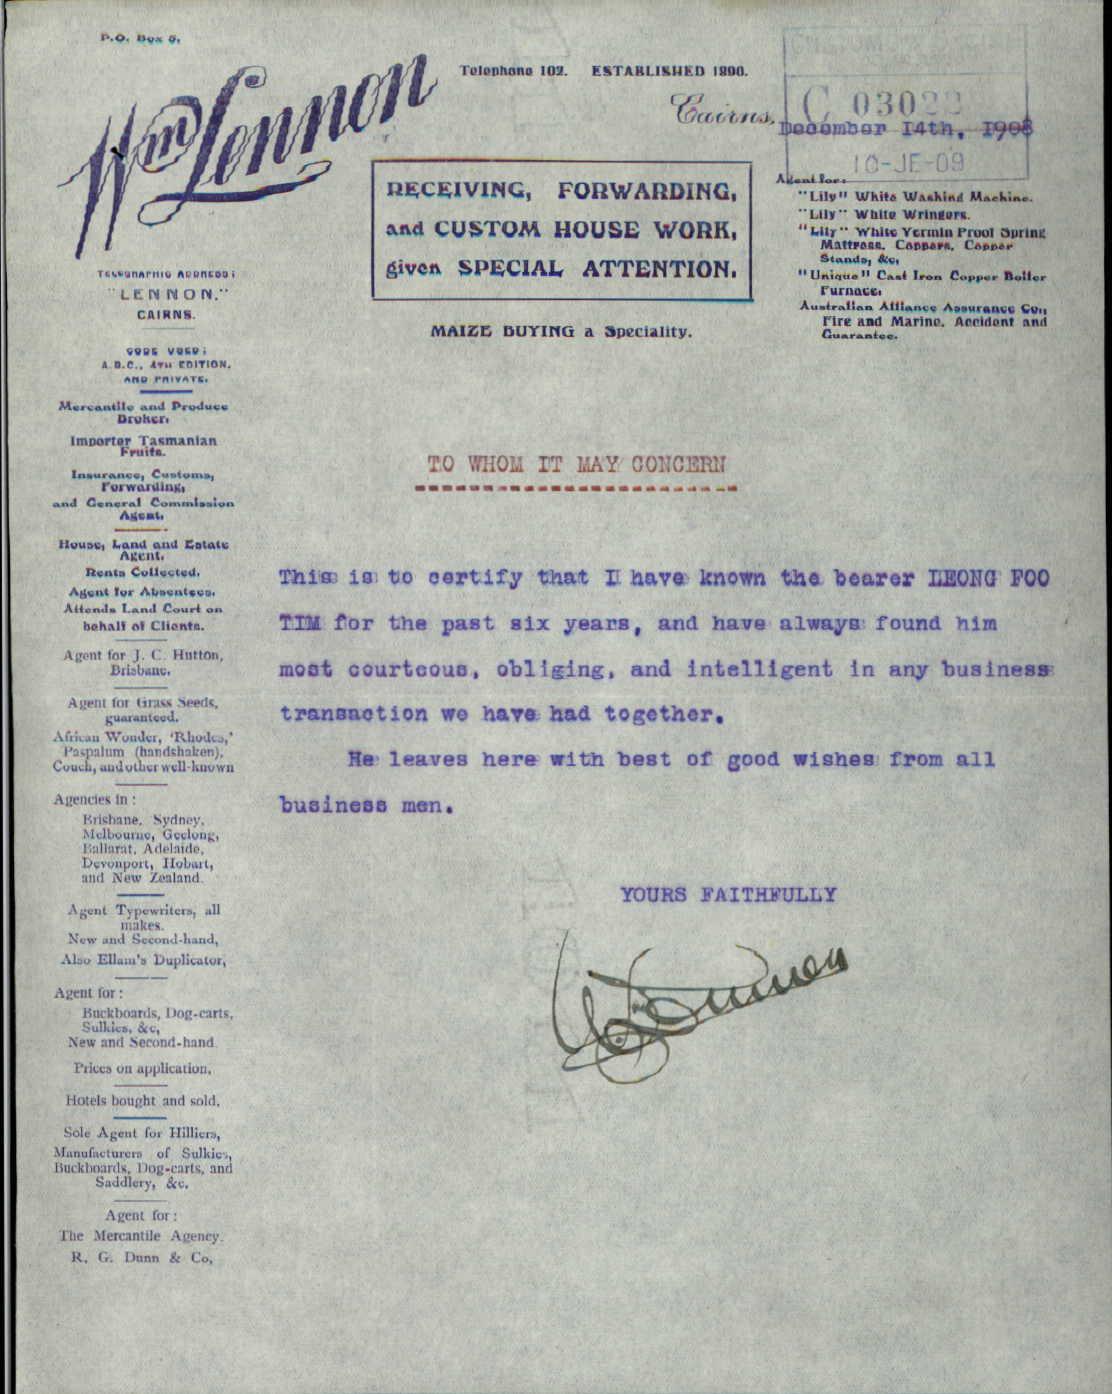 P.O. Box 5.
Wm Lennon
Telephone 102. ESTABLISHED 1890.
Cairns, December 14th, 1908
C 03022
10-JE-09
RECEIVING, FORWARDING,
and CUSTOM HOUSE WORK,
given SPECIAL ATTENTION.
MAIZE BUYING a Speciality.
Agent for:
"Lily" White Washing Machine.
"Lily" White Wringers.
"Lily" White Vermin Proof Spring
Mattress, Coppers, Copper
Stands, &c,
"Unique" Cast Iron Copper Boiler
Furnace.
Australian Alliance Assurance Co.,
Fire and Marine, Accident and
Guarantee.
TELEGRAPHIC ADDRESS:
"LENNON."
CAIRNS.
CODE USED:
A.B.C., 4TH EDITION,
AND PRIVATE.
Mercantile and Produce
Broker.
Importer Tasmanian
Fruits.
Insurance, Customs,
Forwarding,
and General Commission
Agent.
House, Land and Estate
Agent.
Rents Collected.
Agent for Absentees.
Attends Land Court on
behalf of Clients.
Agent for J. C. Hutton,
Brisbane.
Agent for Grass Seeds,
guaranteed.
African Wonder, 'Rhodes,'
Paspalum (handshaken),
Couch, and other well-known
Agencies in :
Brisbane, Sydney,
Melbourne, Geelong,
Ballarat, Adelaide,
Devonport, Hobart,
and New Zealand.
Agent Typewriters, all
makes.
New and Second-hand,
Also Ellam's Duplicator,
Agent for :
Buckboards, Dog-carts,
Sulkies, &c,
New and Second-hand.
Prices on application,
Hotels bought and sold,
Sole Agent for Hilliers,
Manufacturers of Sulkies,
Buckboards, Dog-carts, and
Saddlery, &c.
Agent for :
The Mercantile Agency.
R. G. Dunn & Co,
TO WHOM IT MAY CONCERN
This is to certify that I have known the bearer LEONG FOO
TIM for the past six years, and have always found him
most courteous, obliging, and intelligent in any business
transaction we have had together.
He leaves here with best of good wishes from all
business men.
YOURS FAITHFULLY
Wm Lennon